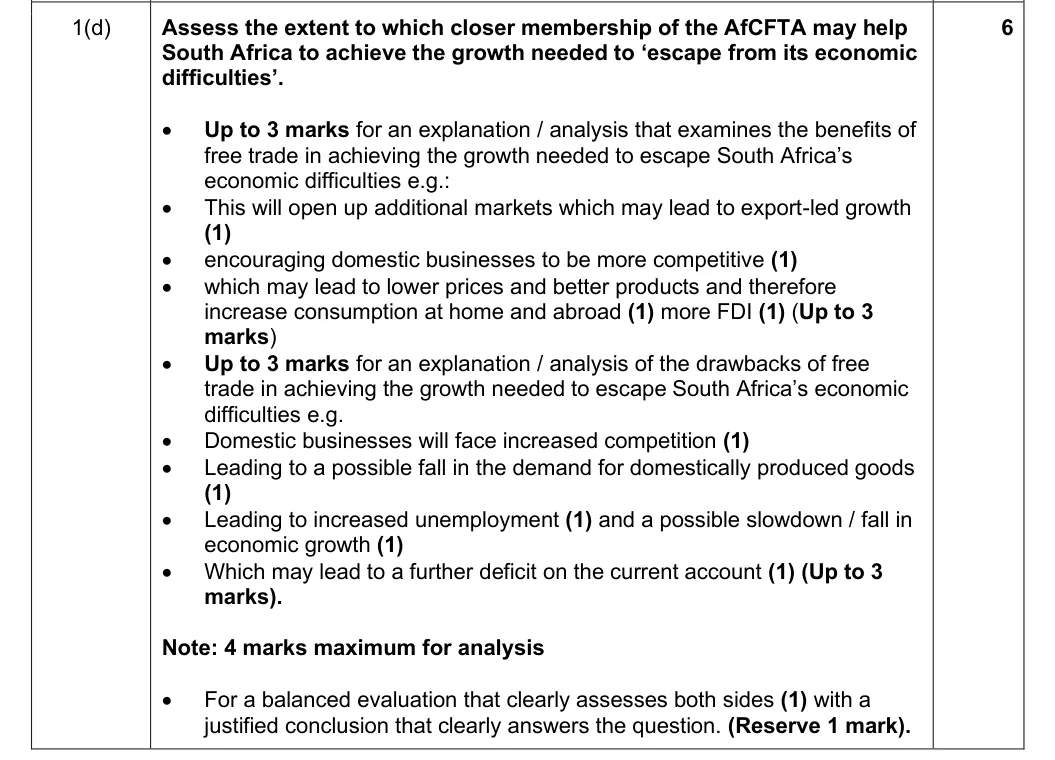 1(d)
Assess the extent to which closer membership of the AfCFTA may help
6
South Africa to achieve the growth needed to ‘escape from its economic
difficulties’.
• Up to 3 marks for an explanation / analysis that examines the benefits of
free trade in achieving the growth needed to escape South Africa’s
economic difficulties e.g.:
• This will open up additional markets which may lead to export-led growth
(1)
• encouraging domestic businesses to be more competitive (1)
• which may lead to lower prices and better products and therefore
increase consumption at home and abroad (1) more FDI (1) (Up to 3
marks)
• Up to 3 marks for an explanation / analysis of the drawbacks of free
trade in achieving the growth needed to escape South Africa’s economic
difficulties e.g.
• Domestic businesses will face increased competition (1)
• Leading to a possible fall in the demand for domestically produced goods
(1)
• Leading to increased unemployment (1) and a possible slowdown / fall in
economic growth (1)
• Which may lead to a further deficit on the current account (1) (Up to 3
marks).
Note: 4 marks maximum for analysis
• For a balanced evaluation that clearly assesses both sides (1) with a
justified conclusion that clearly answers the question. (Reserve 1 mark).